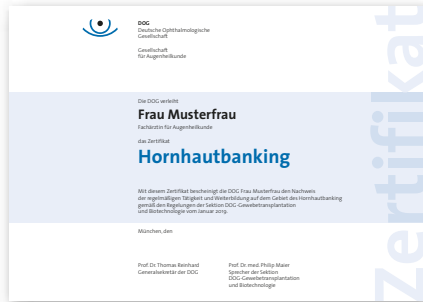 DOG
Deutsche Ophthalmologische
Gesellschaft
Gesellschaft
für Augenheilkunde
Die DOG verleiht
Frau Musterfrau
Fachärztin für Augenheilkunde
das Zertifikat
Hornhautbanking
Mit diesem Zertifikat bescheinigt die DOG Frau Musterfrau den Nachweis
der regelmäßigen Tätigkeit und Weiterbildung auf dem Gebiet des Hornhautbanking
gemäß den Regelungen der Sektion DOG-Gewebetransplantation
und Biotechnologie vom Januar 2019.
München, den
Prof. Dr. Thomas Reinhard
Generalsekretär der DOG
Prof. Dr. med. Philip Maier
Sprecher der Sektion
DOG-Gewebetransplantation
und Biotechnologie
Zertifikat